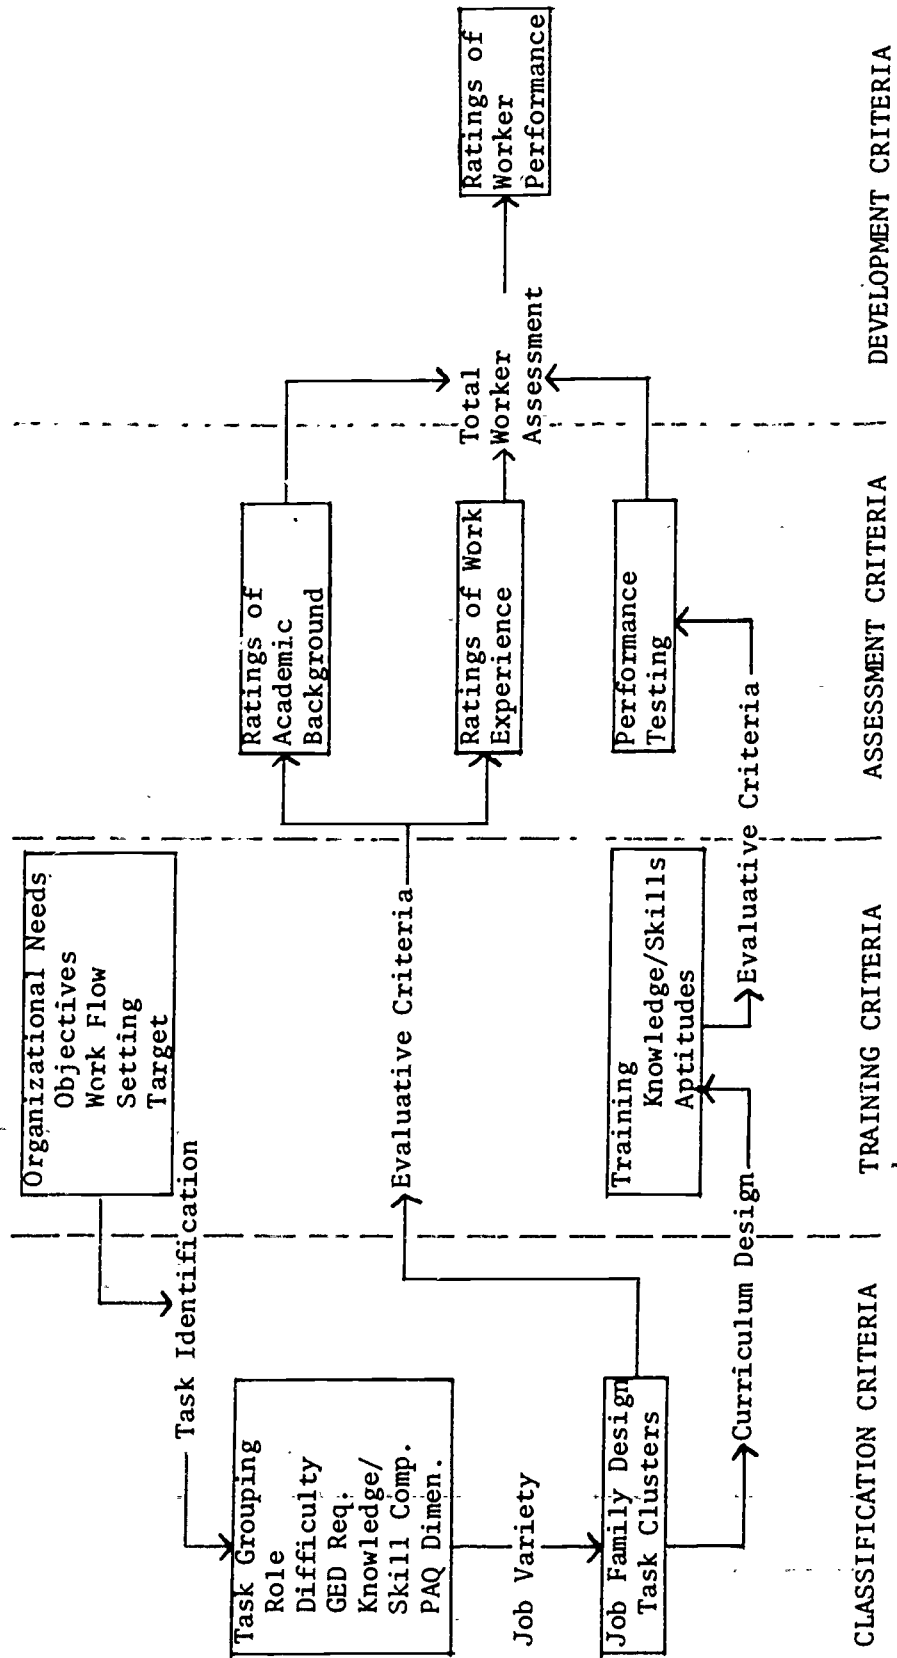 Organizational Needs
Objectives
Work Flow
Setting
Target
Task Identification
Task Grouping
Role
Difficulty
GED Req.
Knowledge/
Skill Comp.
PAQ Dimen.
Job Variety
Job Family Design
Task Clusters
Curriculum Design
Evaluative Criteria
Training
Knowledge/Skills
Aptitudes
Evaluative Criteria
Ratings of
Academic
Background
Ratings of Work
Experience
Performance
Testing
Total
Worker
Assessment
Ratings of
Worker
Performance
CLASSIFICATION CRITERIA
TRAINING CRITERIA
ASSESSMENT CRITERIA
DEVELOPMENT CRITERIA